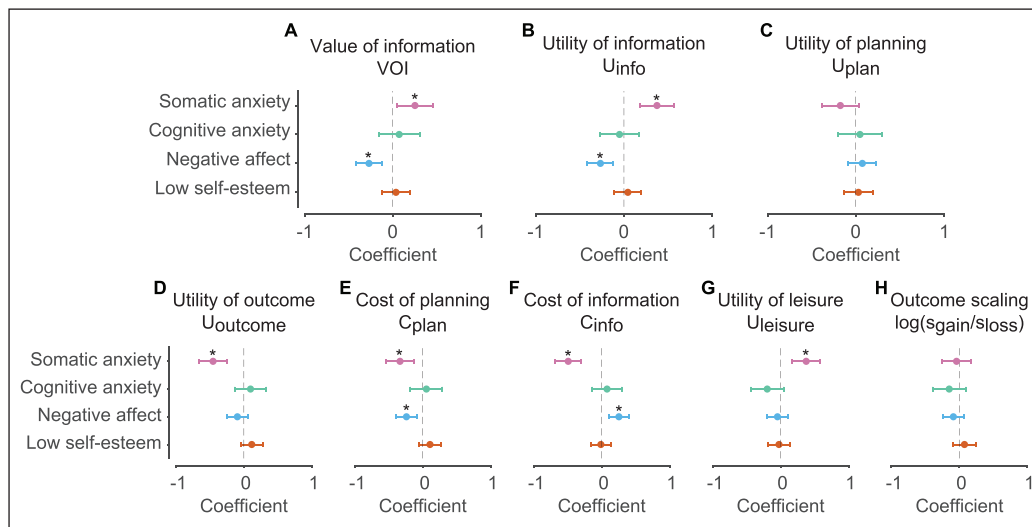 A
Value of information
VOI
B
Utility of information
Uinfo
C
Utility of planning
Uplan
Somatic anxiety
Cognitive anxiety
Negative affect
Low self-esteem
*
*
*
*
-1 0 1
Coefficient
-1 0 1
Coefficient
-1 0 1
Coefficient
D
Utility of outcome
Uoutcome
E
Cost of planning
Cplan
F
Cost of information
Cinfo
G
Utility of leisure
Uleisure
H
Outcome scaling
log(sgain/sloss)
Somatic anxiety
Cognitive anxiety
Negative affect
Low self-esteem
*
*
*
*
*
*
-1 0 1
Coefficient
-1 0 1
Coefficient
-1 0 1
Coefficient
-1 0 1
Coefficient
-1 0 1
Coefficient